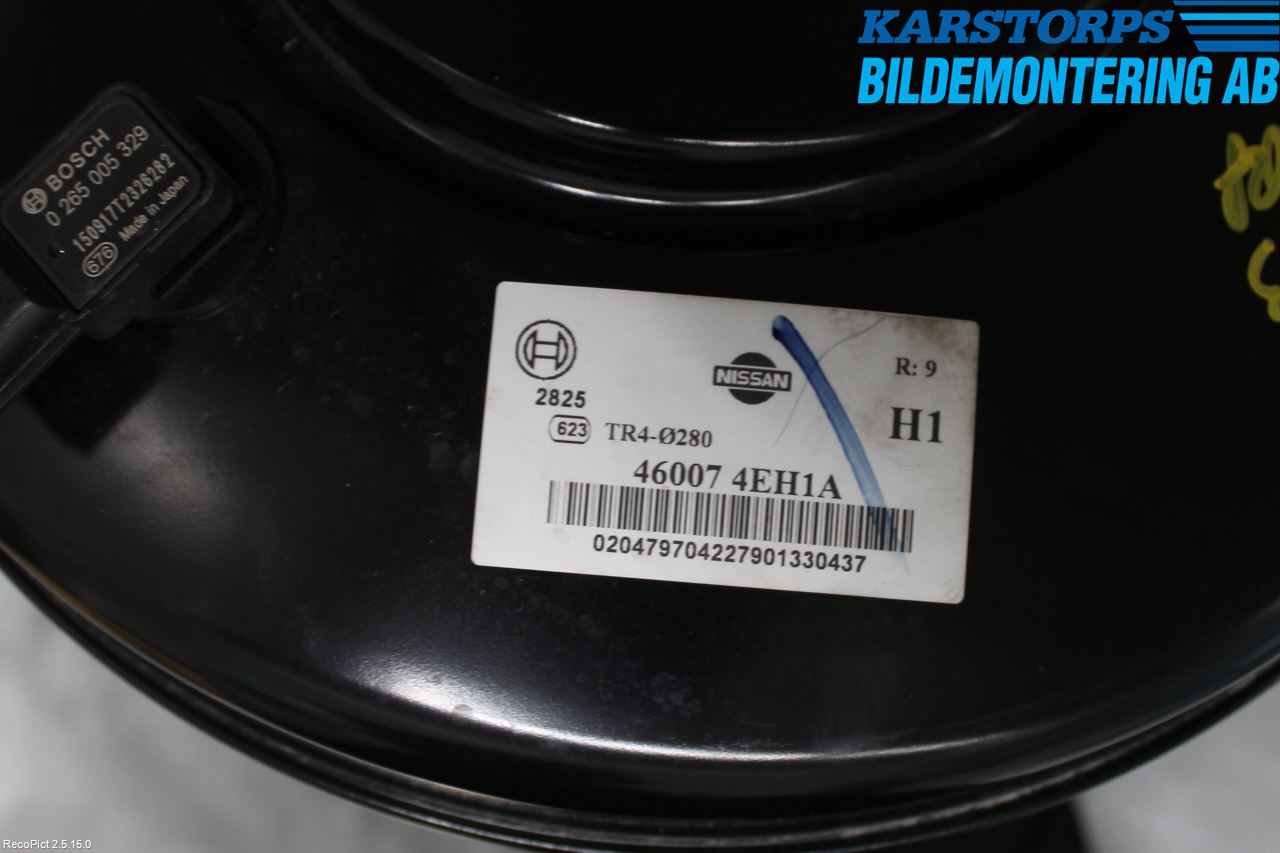 KARSTORPS
BILDEMONTERING AB
BOSCH
0 265 005 329
150917T2326282
676 Made in Japan
2825
NISSAN
R: 9
H1
623 TR4-Ø280
46007 4EH1A
020479704227901330437
RecoPict 2.5.15.0